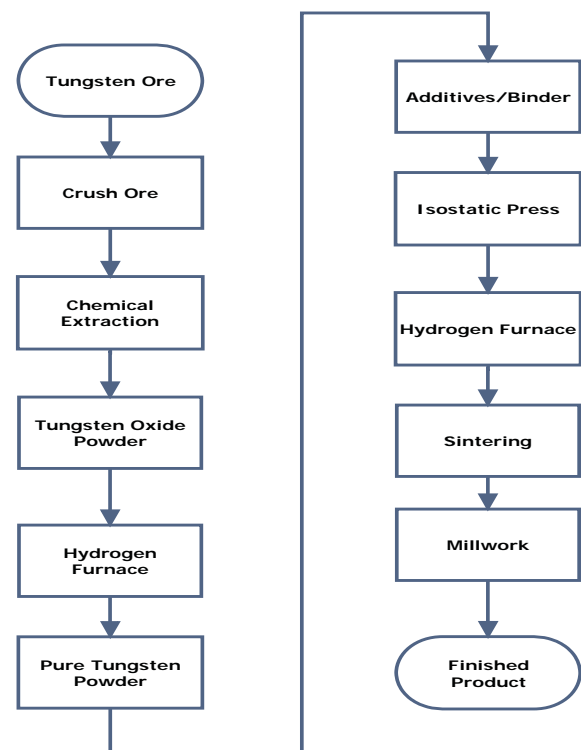 Tungsten Ore
Crush Ore
Chemical
Extraction
Tungsten Oxide
Powder
Hydrogen
Furnace
Pure Tungsten
Powder
Additives/Binder
Isostatic Press
Hydrogen Furnace
Sintering
Millwork
Finished
Product